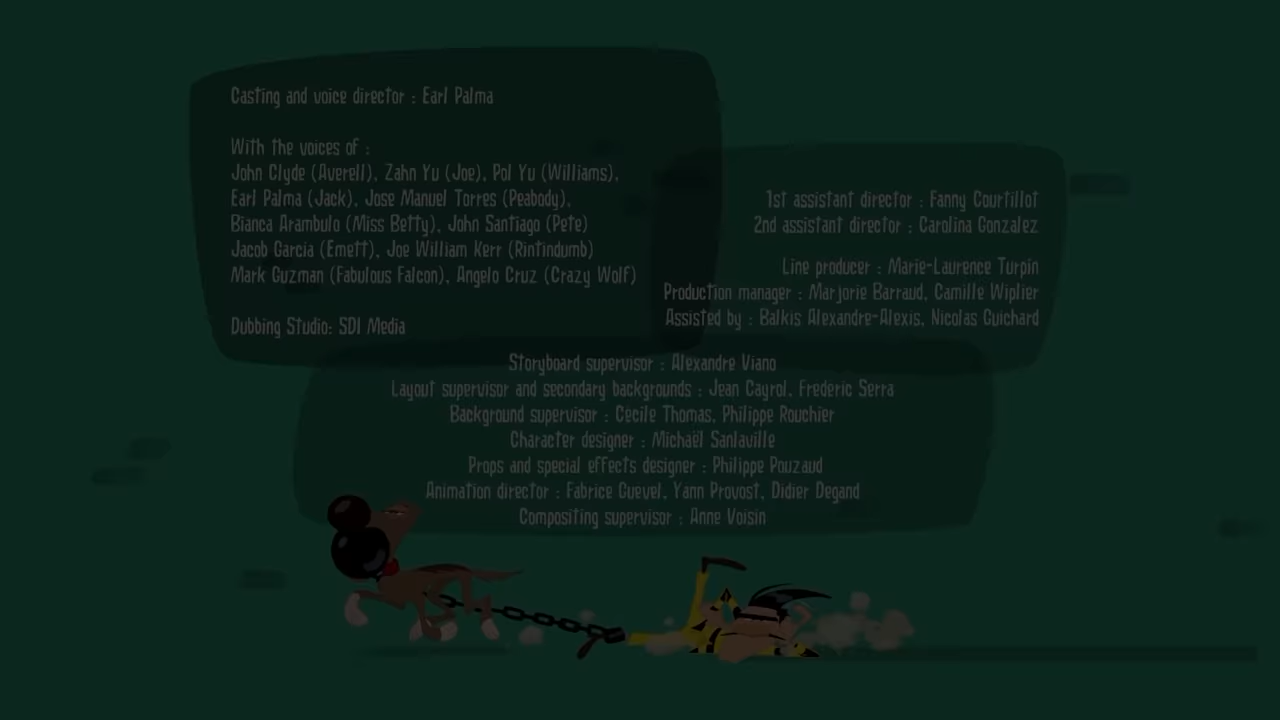 Casting and voice director : Earl Palma
With the voices of :
John Clyde (Averell), Zahn Yu (Joe), Pol Yu (Williams),
Earl Palma (Jack), Jose Manuel Torres (Peabody),
Bianca Arambulo (Miss Betty), John Santiago (Pete)
Jacob Garcia (Emett), Joe William Kerr (Rintindumb)
Mark Guzman (Fabulous Falcon), Angelo Cruz (Crazy Wolf)
Dubbing Studio: SDI Media
1st assistant director : Fanny Courtillot
2nd assistant director : Carolina Gonzalez
Line producer : Marie-Laurence Turpin
Production manager : Marjorie Barraud, Camille Wiplier
Assisted by : Balkis Alexandre-Alexis, Nicolas Guichard
Storyboard supervisor : Alexandre Viano
Layout supervisor and secondary backgrounds : Jean Cayrol, Frederic Serra
Background supervisor : Cecile Thomas, Philippe Rouchier
Character designer : Michaël Sanlaville
Props and special effects designer : Philippe Pouzaud
Animation director : Fabrice Guevel, Yann Provost, Didier Degand
Compositing supervisor : Anne Voisin